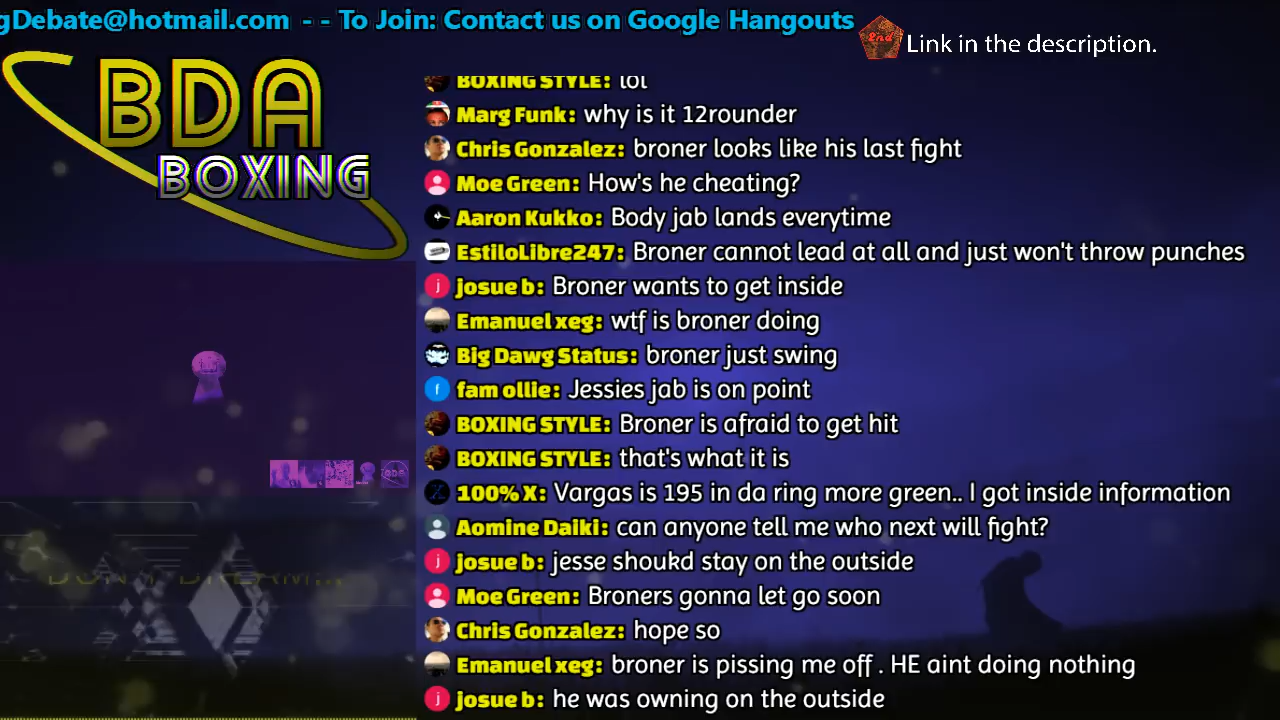 gDebate@hotmail.com - - To Join: Contact us on Google Hangouts
2nd
Link in the description.
BDA
BOXING
BOXING STYLE: lol
Marg Funk: why is it 12rounder
Chris Gonzalez: broner looks like his last fight
Moe Green: How's he cheating?
Aaron Kukko: Body jab lands everytime
EstiloLibre247: Broner cannot lead at all and just won't throw punches
josue b: Broner wants to get inside
Emanuel xeg: wtf is broner doing
Big Dawg Status: broner just swing
fam ollie: Jessies jab is on point
BOXING STYLE: Broner is afraid to get hit
BOXING STYLE: that's what it is
100% X: Vargas is 195 in da ring more green.. I got inside information
Aomine Daiki: can anyone tell me who next will fight?
josue b: jesse shoukd stay on the outside
Moe Green: Broners gonna let go soon
Chris Gonzalez: hope so
Emanuel xeg: broner is pissing me off . HE aint doing nothing
josue b: he was owning on the outside